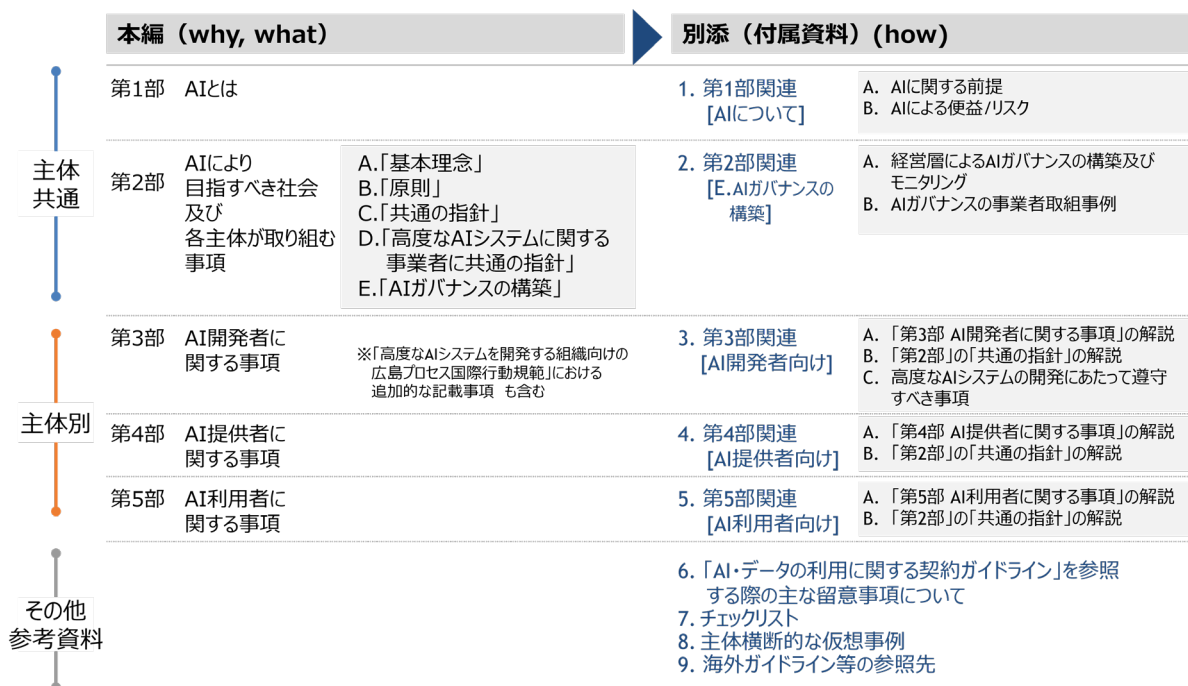 本編（why, what）
別添（付属資料）(how)
主体
共通
第1部 AIとは
1. 第1部関連
[AIについて]
A. AIに関する前提
B. AIによる便益/リスク
第2部
AIにより
目指すべき社会
及び
各主体が取り組む
事項
A.「基本理念」
B.「原則」
C.「共通の指針」
D.「高度なAIシステムに関する
事業者に共通の指針」
E.「AIガバナンスの構築」
2. 第2部関連
[E.AIガバナンスの
構築]
A. 経営層によるAIガバナンスの構築及び
モニタリング
B. AIガバナンスの事業者取組事例
主体別
第3部 AI開発者に
関する事項
※「高度なAIシステムを開発する組織向けの
広島プロセス国際行動規範」における
追加的な記載事項 も含む
3. 第3部関連
[AI開発者向け]
A. 「第3部 AI開発者に関する事項」の解説
B. 「第2部」の「共通の指針」の解説
C. 高度なAIシステムの開発にあたって遵守
すべき事項
第4部 AI提供者に
関する事項
4. 第4部関連
[AI提供者向け]
A. 「第4部 AI提供者に関する事項」の解説
B. 「第2部」の「共通の指針」の解説
第5部 AI利用者に
関する事項
5. 第5部関連
[AI利用者向け]
A. 「第5部 AI利用者に関する事項」の解説
B. 「第2部」の「共通の指針」の解説
その他
参考資料
6. 「AI・データの利用に関する契約ガイドライン」を参照
する際の主な留意事項について
7. チェックリスト
8. 主体横断的な仮想事例
9. 海外ガイドライン等の参照先